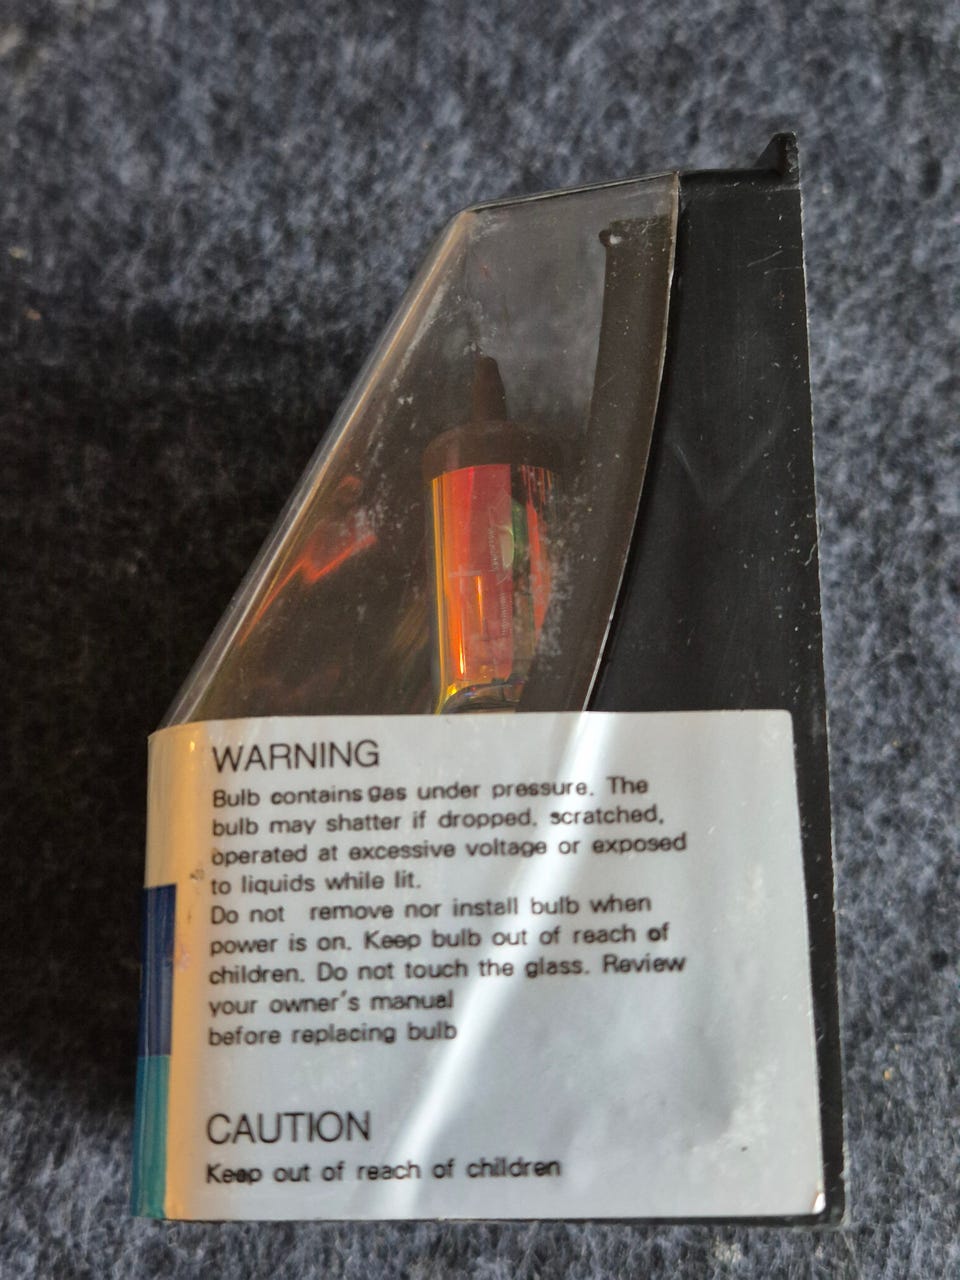 WARNING
Bulb contains gas under pressure. The
bulb may shatter if dropped, scratched,
operated at excessive voltage or exposed
to liquids while lit.
Do not remove nor install bulb when
power is on. Keep bulb out of reach of
children. Do not touch the glass. Review
your owner's manual
before replacing bulb
CAUTION
Keep out of reach of children